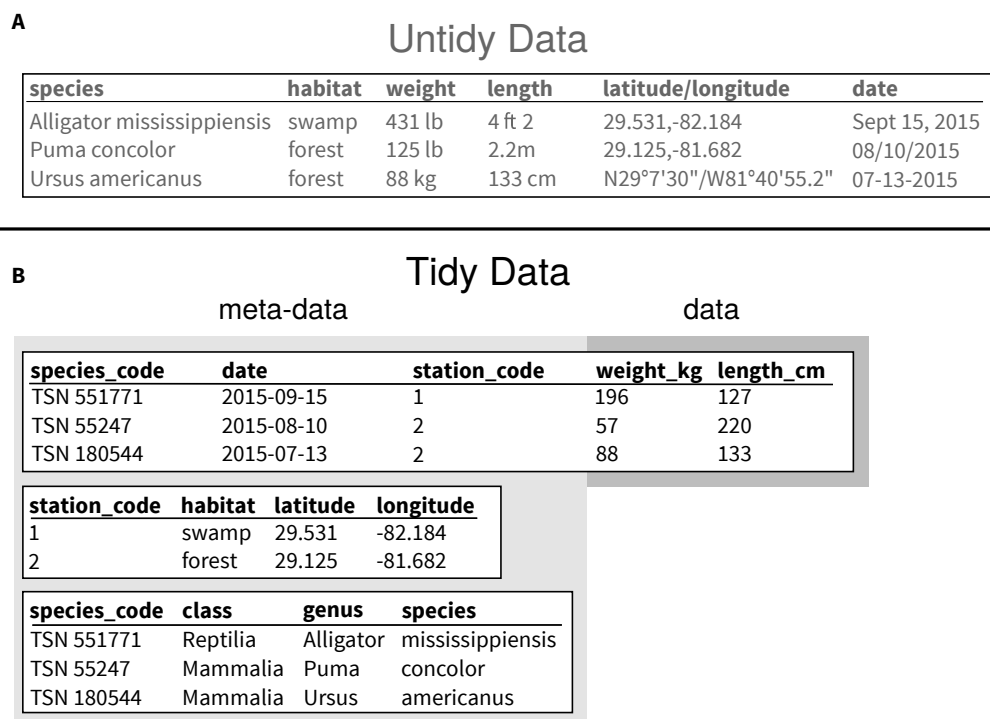 A
Untidy Data
species habitat weight length latitude/longitude date
Alligator mississippiensis swamp 431 lb 4 ft 2 29.531,-82.184 Sept 15, 2015
Puma concolor forest 125 lb 2.2m 29.125,-81.682 08/10/2015
Ursus americanus forest 88 kg 133 cm N29°7'30"/W81°40'55.2" 07-13-2015
B
Tidy Data
meta-data data
species_code date station_code weight_kg length_cm
TSN 551771 2015-09-15 1 196 127
TSN 55247 2015-08-10 2 57 220
TSN 180544 2015-07-13 2 88 133
station_code habitat latitude longitude
1 swamp 29.531 -82.184
2 forest 29.125 -81.682
species_code class genus species
TSN 551771 Reptilia Alligator mississippiensis
TSN 55247 Mammalia Puma concolor
TSN 180544 Mammalia Ursus americanus